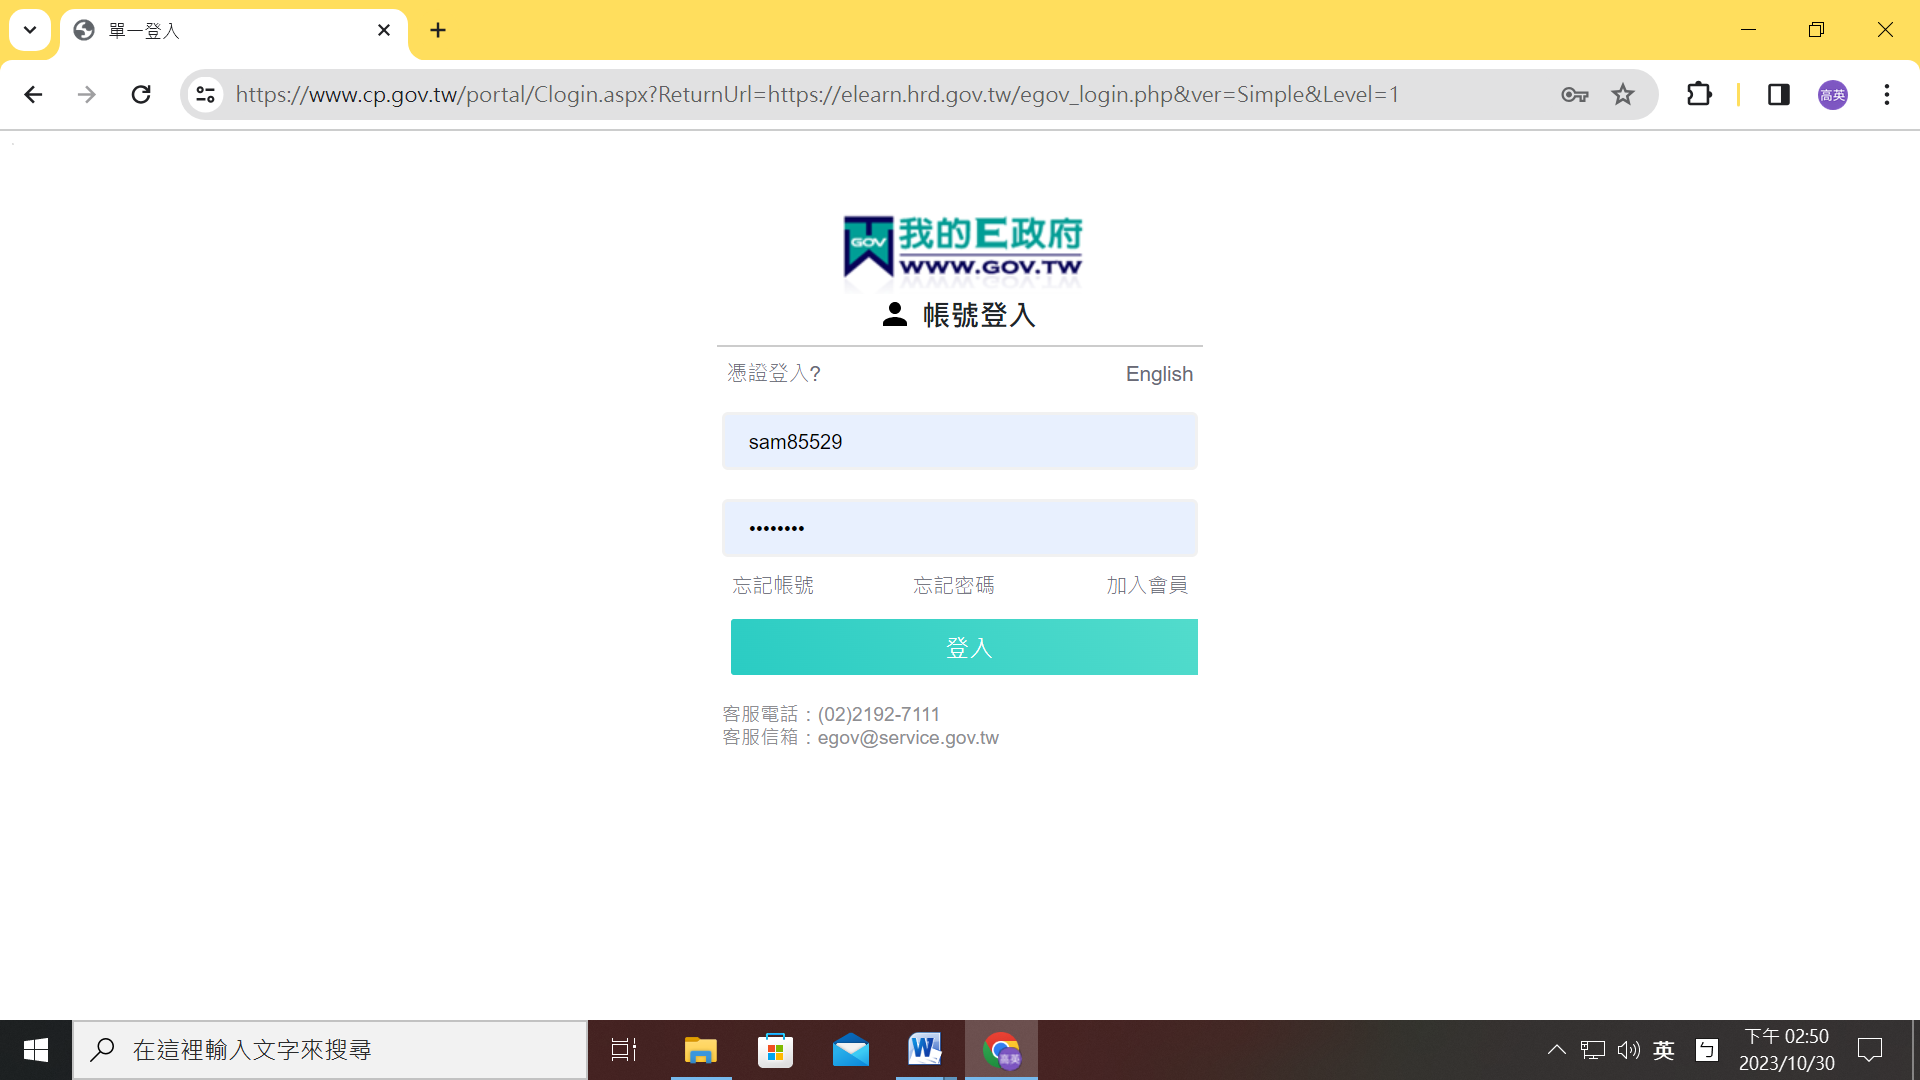 單一登入
https://www.cp.gov.tw/portal/Clogin.aspx?ReturnUrl=https://elearn.hrd.gov.tw/egov_login.php&ver=Simple&Level=1
高英
GOV 我的E政府
WWW.GOV.TW
帳號登入
憑證登入? English
sam85529
••••••••
忘記帳號 忘記密碼 加入會員
登入
客服電話：(02)2192-7111
客服信箱：egov@service.gov.tw
在這裡輸入文字來搜尋
W
高英
英
ㄅ
下午 02:50
2023/10/30